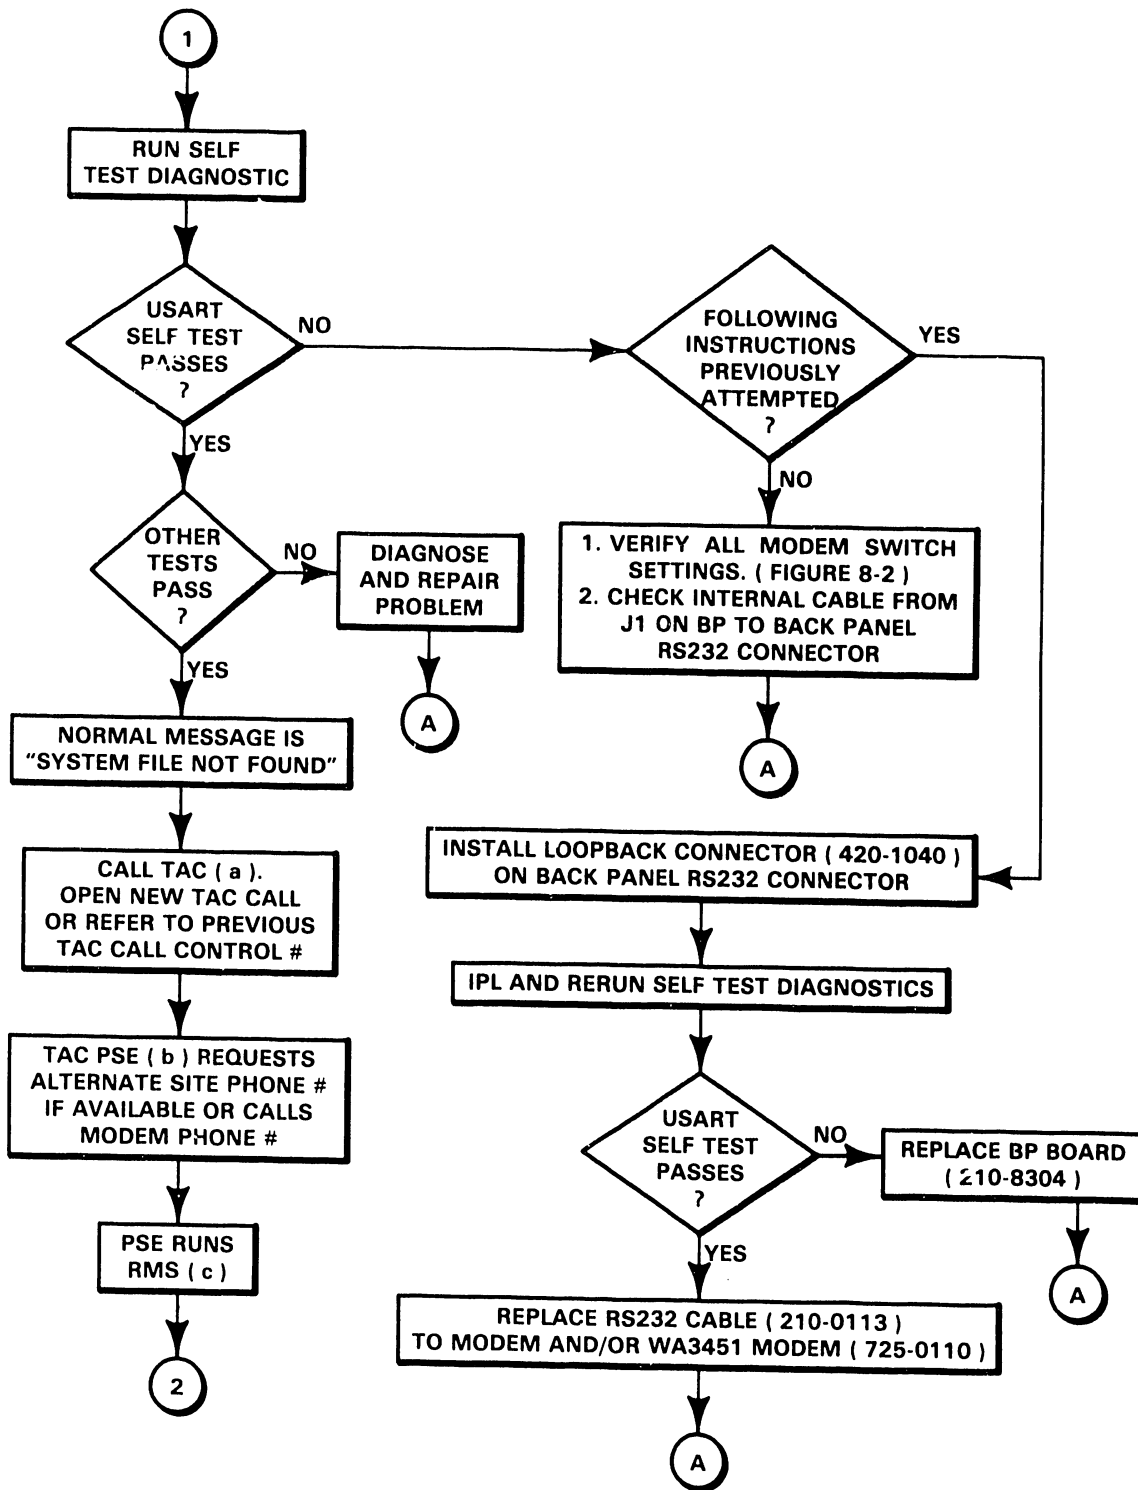 1
RUN SELF
TEST DIAGNOSTIC
USART
SELF TEST
PASSES
?
NO
YES
FOLLOWING
INSTRUCTIONS
PREVIOUSLY
ATTEMPTED
?
YES
NO
OTHER
TESTS
PASS
?
NO
YES
DIAGNOSE
AND REPAIR
PROBLEM
A
1. VERIFY ALL MODEM SWITCH
SETTINGS. ( FIGURE 8-2 )
2. CHECK INTERNAL CABLE FROM
J1 ON BP TO BACK PANEL
RS232 CONNECTOR
A
NORMAL MESSAGE IS
“SYSTEM FILE NOT FOUND”
CALL TAC ( a ).
OPEN NEW TAC CALL
OR REFER TO PREVIOUS
TAC CALL CONTROL #
TAC PSE ( b ) REQUESTS
ALTERNATE SITE PHONE #
IF AVAILABLE OR CALLS
MODEM PHONE #
PSE RUNS
RMS ( c )
2
INSTALL LOOPBACK CONNECTOR ( 420-1040 )
ON BACK PANEL RS232 CONNECTOR
IPL AND RERUN SELF TEST DIAGNOSTICS
USART
SELF TEST
PASSES
?
NO
YES
REPLACE BP BOARD
( 210-8304 )
A
REPLACE RS232 CABLE ( 210-0113 )
TO MODEM AND/OR WA3451 MODEM ( 725-0110 )
A